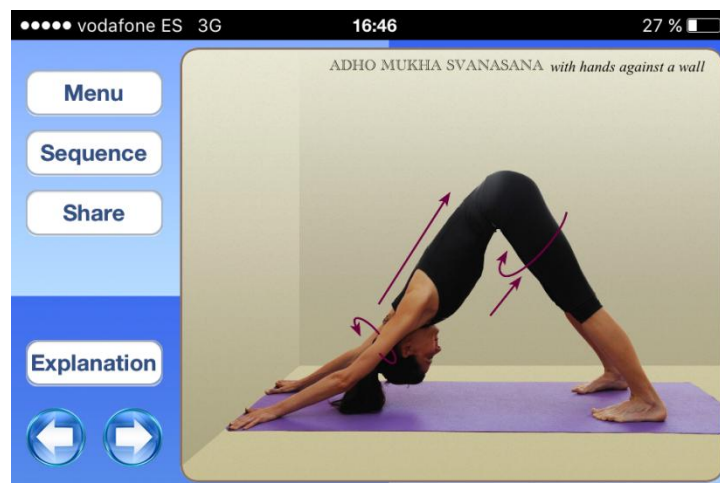 vodafone ES 3G 16:46 27 %
ADHO MUKHA SVANASANA with hands against a wall
Menu
Sequence
Share
Explanation